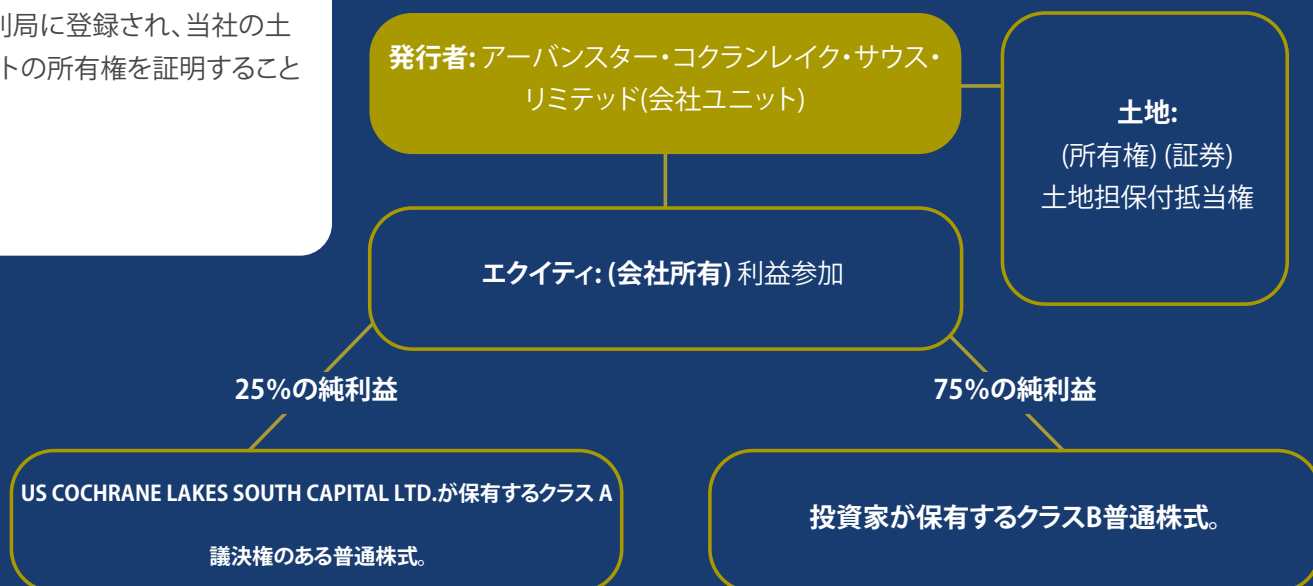 利局に登録され、当社の土
トの所有権を証明すること
発行者: アーバンスター・コクランレイク・サウス・
リミテッド(会社ユニット)
土地:
(所有権) (証券)
土地担保付抵当権
エクイティ: (会社所有) 利益参加
25%の純利益
75%の純利益
US COCHRANE LAKES SOUTH CAPITAL LTD.が保有するクラス A
議決権のある普通株式。
投資家が保有するクラスB普通株式。